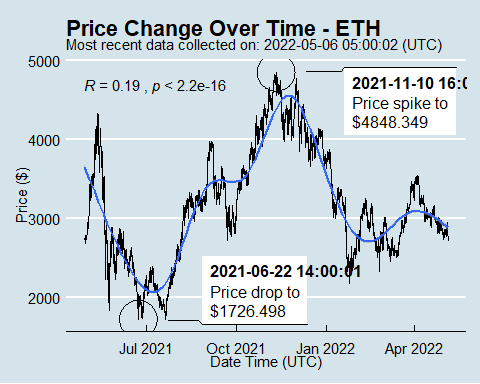 Price Change Over Time - ETH
Most recent data collected on: 2022-05-06 05:00:02 (UTC)
5000
R = 0.19 , p < 2.2e-16
2021-11-10 16:0
Price spike to
$4848.349
4000
Price ($)
3000
2021-06-22 14:00:01
Price drop to
$1726.498
2000
Jul 2021
Oct 2021
Jan 2022
Apr 2022
Date Time (UTC)